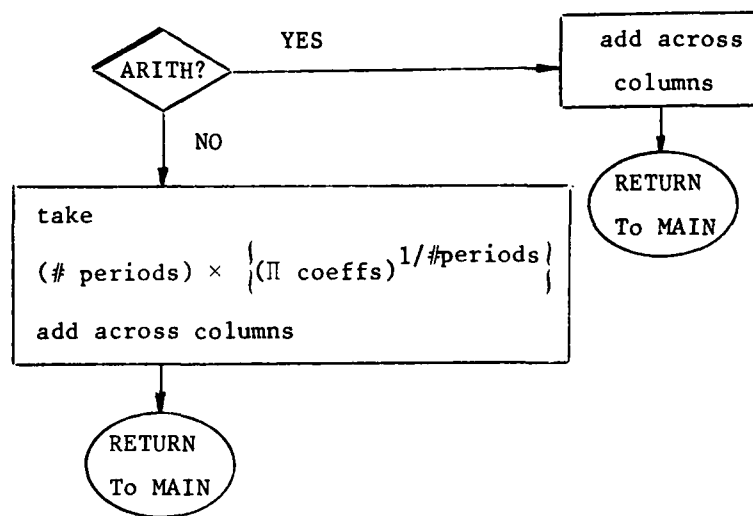 ARITH?
YES
add across
columns
RETURN
To MAIN
NO
take
(# periods) × {(Π coeffs)^1/#periods}
add across columns
RETURN
To MAIN